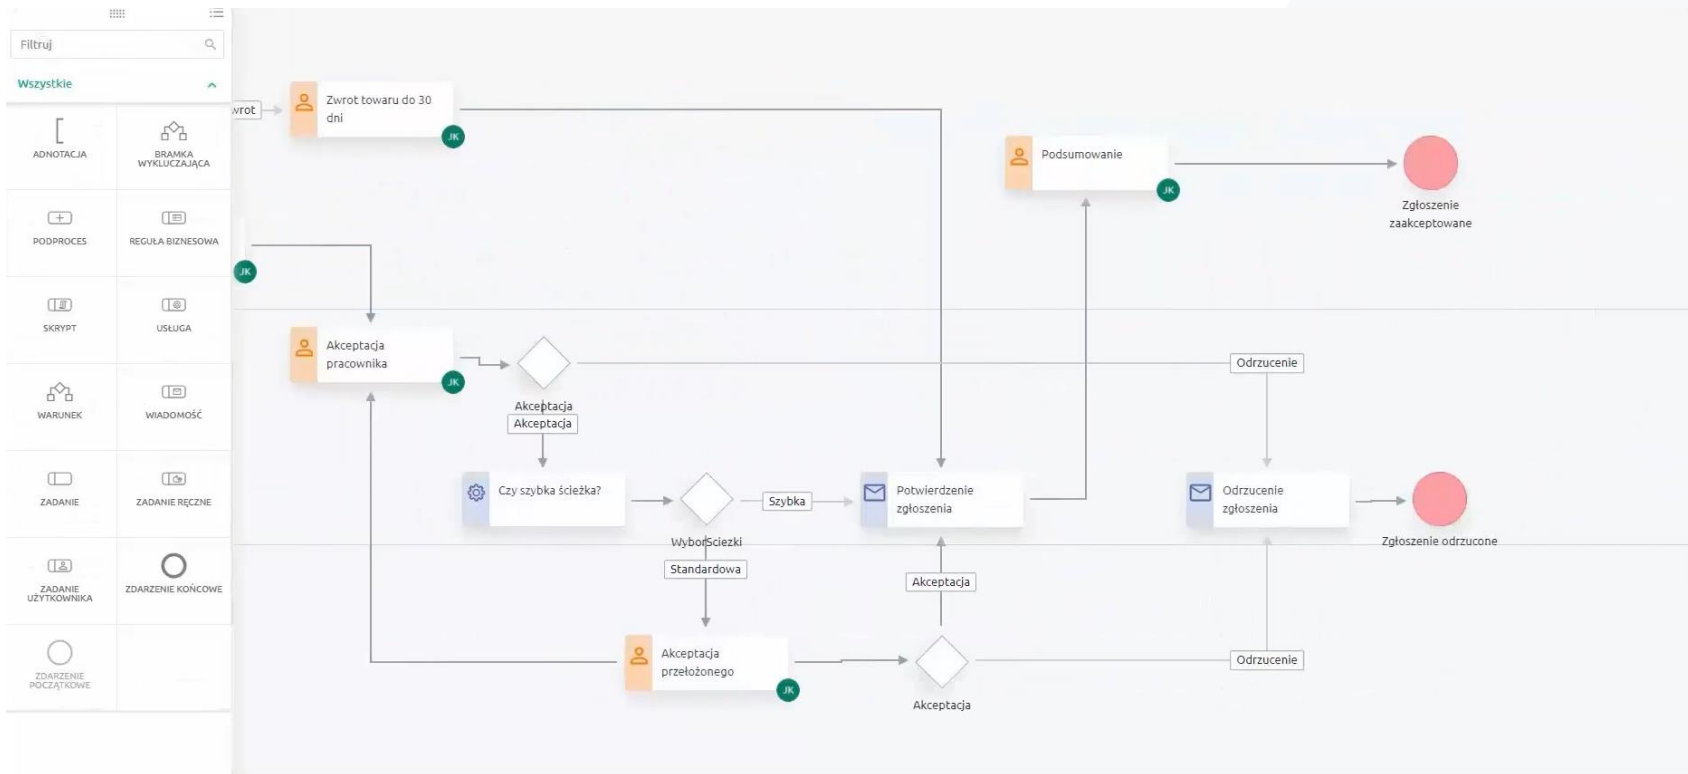 Filtruj
Wszystkie
ADNOTACJA
BRAMKA
WYKLUCZAJĄCA
PODPROCES
REGUŁA BIZNESOWA
SKRYPT
USŁUGA
WARUNEK
WIADOMOŚĆ
ZADANIE
ZADANIE RĘCZNE
ZADANIE
UŻYTKOWNIKA
ZDARZENIE KOŃCOWE
ZDARZENIE
POCZĄTKOWE
wrot
Zwrot towaru do 30
dni
JK
Podsumowanie
JK
Zgłoszenie
zaakceptowane
JK
Akceptacja
pracownika
JK
Akceptacja
Akceptacja
Odrzucenie
Czy szybka ścieżka?
WyborSciezki
Szybka
Potwierdzenie
zgłoszenia
Odrzucenie
zgłoszenia
Zgłoszenie odrzucone
Standardowa
Akceptacja
Akceptacja
przełożonego
JK
Akceptacja
Odrzucenie